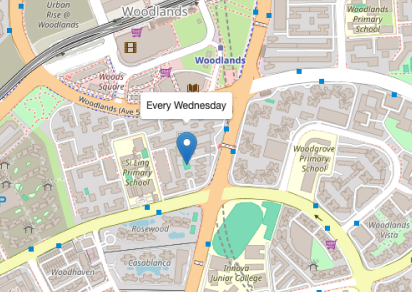 Urban
Rise @
Woodlands
Woodlands
Woodlands
Primary
School
Woods
Square
Woodlands
Woodlands (Ave 5
Every Wednesday
Si Ling
Primary
School
Woodgrove
Primary
School
Woodlands
Vista
Rosewood
Casablanca
Woodhaven
Innova
Junior College